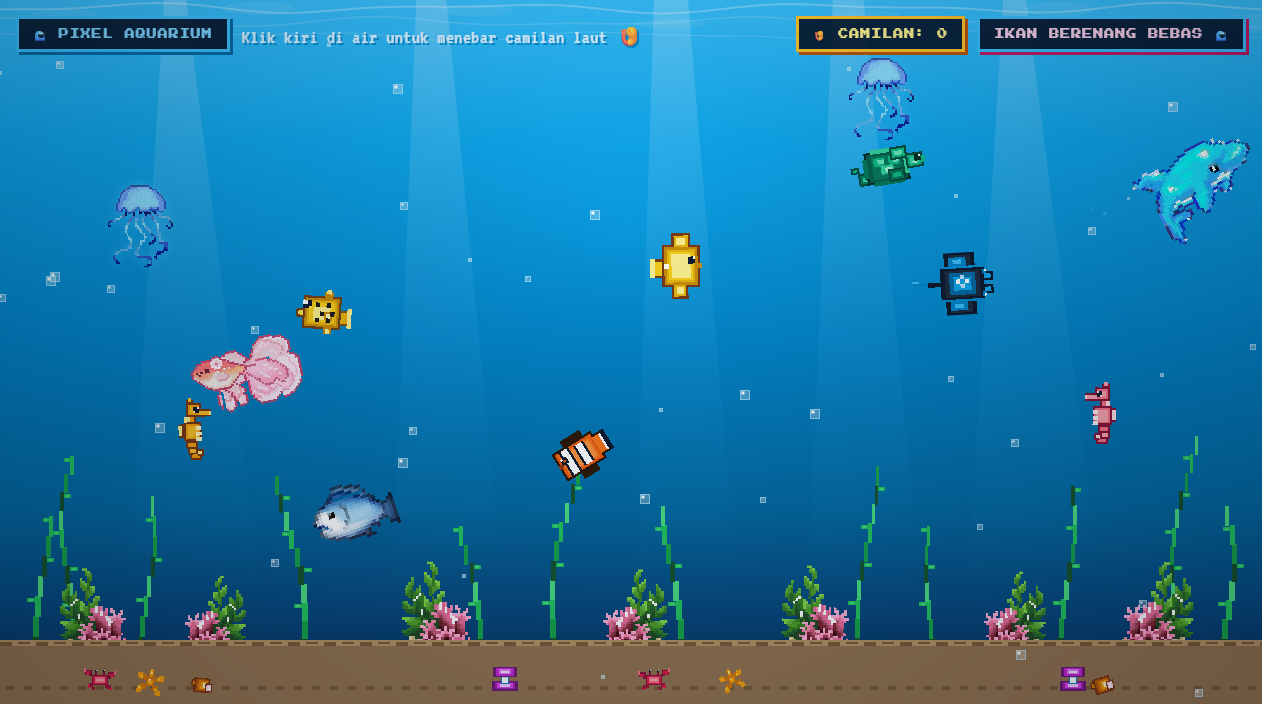 PIXEL AQUARIUM
Klik kiri di air untuk menebar camilan laut
CAMILAN: 0
IKAN BERENANG BEBAS